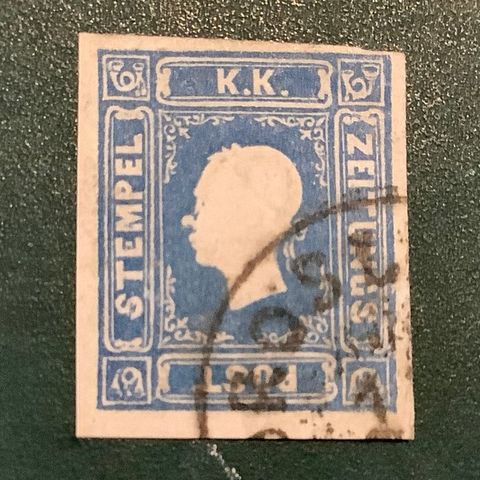 K.K.
ZEITUNGS
POST
STEMPEL